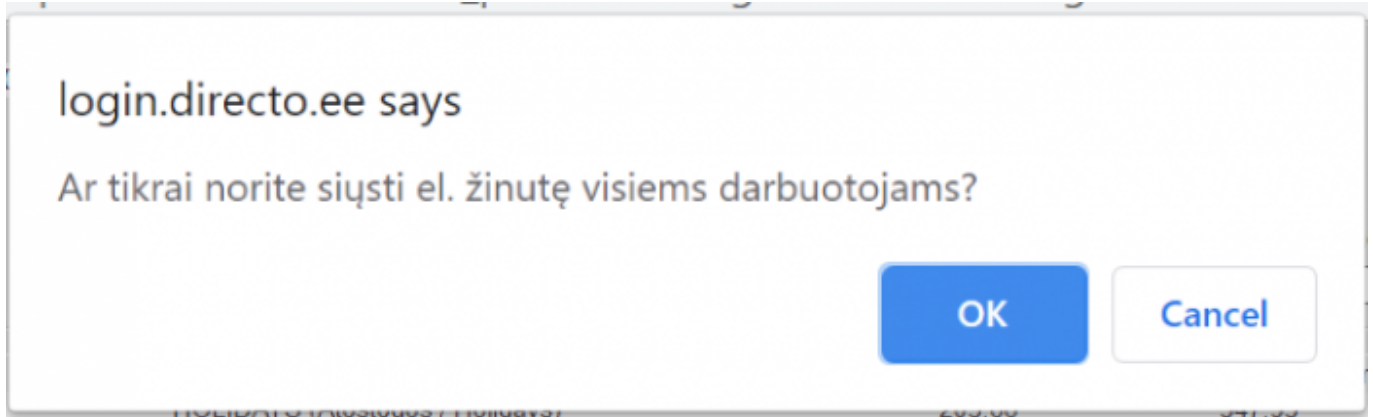 login.directo.ee says
Ar tikrai norite siųsti el. žinutę visiems darbuotojams?
OK Cancel